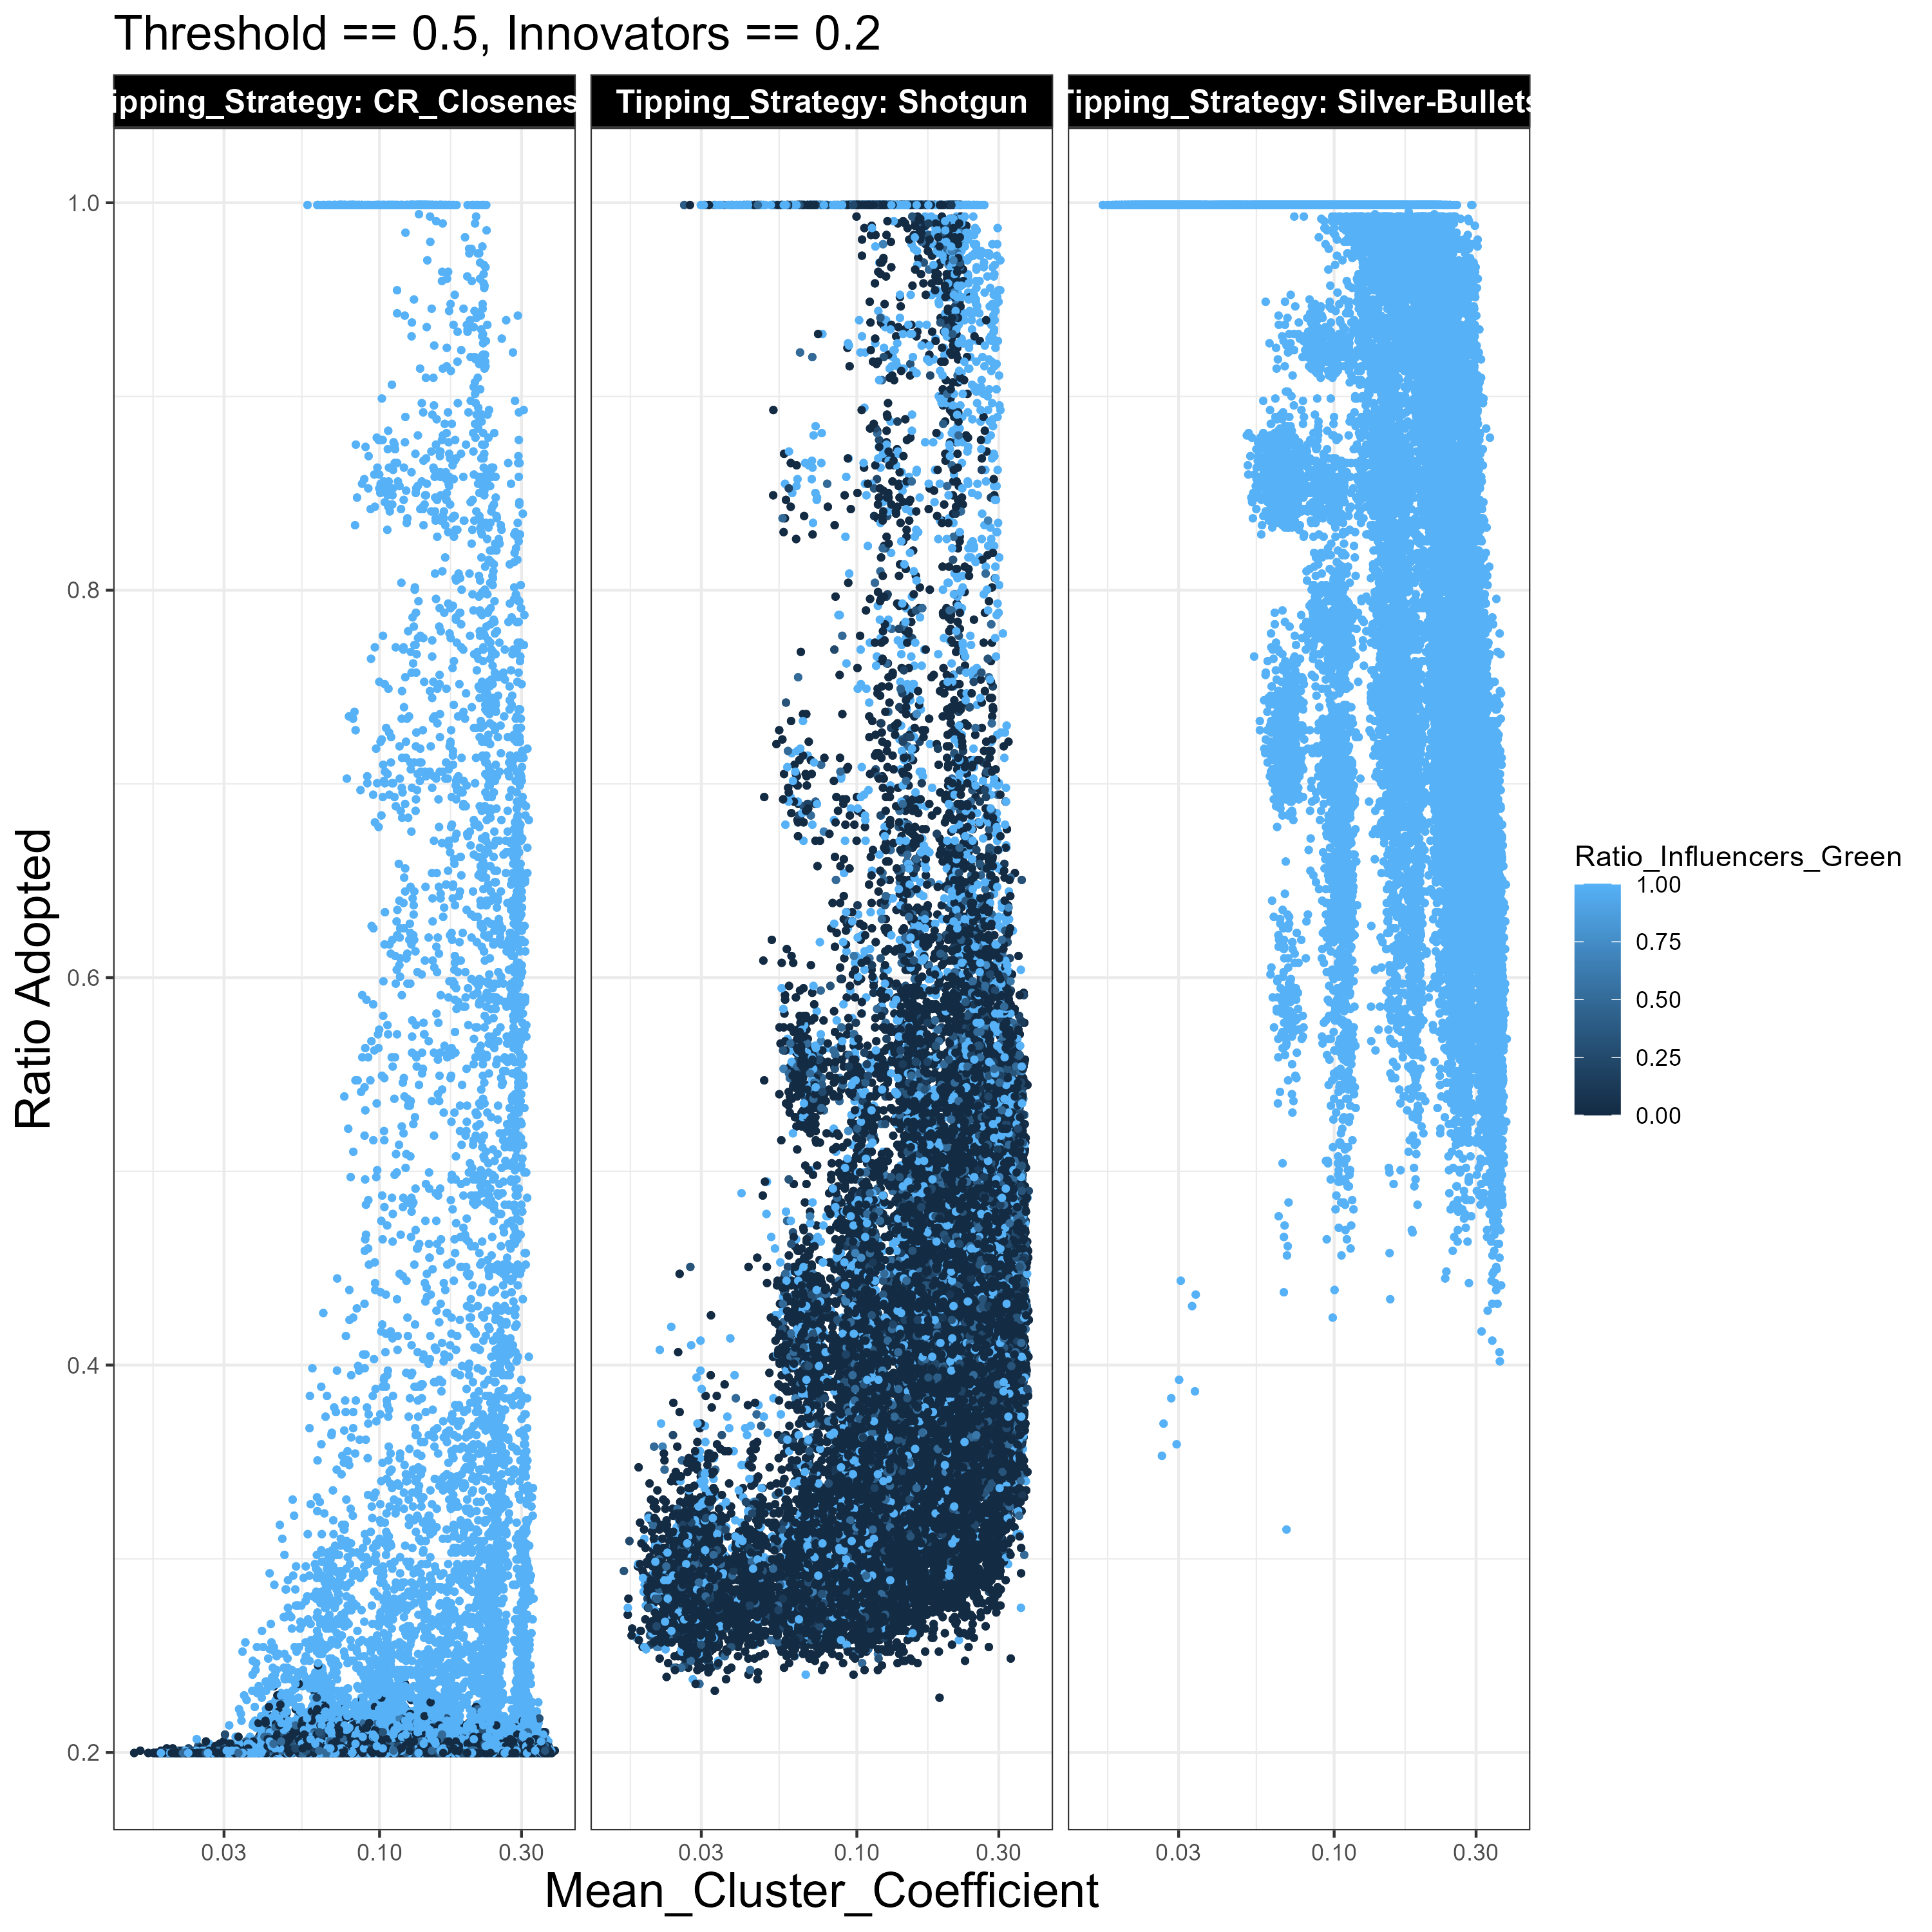 Threshold == 0.5, Innovators == 0.2
ipping_Strategy: CR_Closenes
Tipping_Strategy: Shotgun
Tipping_Strategy: Silver-Bullets
Ratio Adopted
1.0
0.8
0.6
0.4
0.2
0.03 0.10 0.30
0.03 0.10 0.30
0.03 0.10 0.30
Mean_Cluster_Coefficient
Ratio_Influencers_Green
1.00
0.75
0.50
0.25
0.00